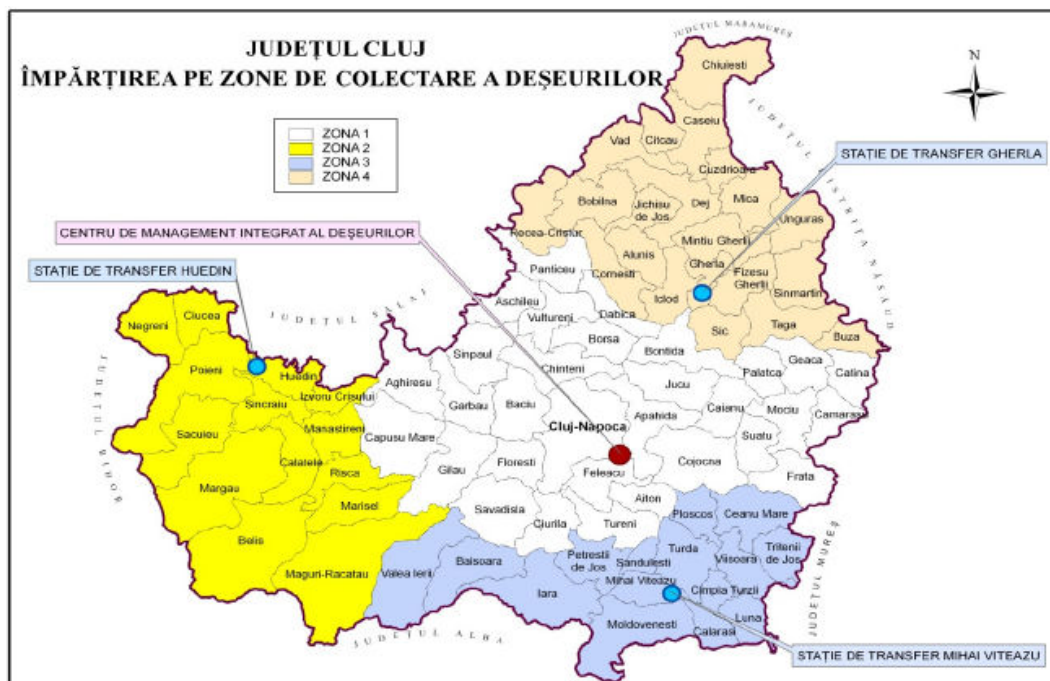 JUDEȚUL CLUJ
ÎMPĂRȚIREA PE ZONE DE COLECTARE A DEȘEURILOR
JUDEȚUL MARAMUREȘ
N
ZONA 1
ZONA 2
ZONA 3
ZONA 4
STAȚIE DE TRANSFER GHERLA
CENTRU DE MANAGEMENT INTEGRAT AL DEȘEURILOR
STAȚIE DE TRANSFER HUEDIN
JUDEȚUL BISTRIȚA NĂSĂUD
JUDEȚUL SĂLAJ
JUDEȚUL BIHOR
Chiuiesti
Caseiu
Vad
Citcau
Cuzdrioara
Bobilna
Jichisu
de Jos
Dej
Mica
Unguras
Recea-Cristur
Alunis
Mintiu Gherlii
Gherla
Fizesu
Gherlii
Panticeu
Cornesti
Iclod
Sinmartin
Aschileu
Vultureni
Dabica
Sic
Taga
Buza
Negreni
Ciucea
Borsa
Bontida
Geaca
Sinpaul
Chinteni
Palatca
Catina
Poieni
Huedin
Izvoru Crisului
Aghiresu
Jucu
Sincraiu
Garbau
Baciu
Apahida
Caianu
Mociu
Camarasu
Manastireni
Cluj-Napoca
Sacuieu
Capusu Mare
Suatu
Calatele
Risca
Gilau
Floresti
Feleacu
Cojocna
Frata
Margau
Marisel
Aiton
Savadisla
Ciurila
Tureni
Ploscos
Ceanu Mare
Belis
Maguri-Racatau
Valea Ierii
Baisoara
Petrestii
de Jos
Sandulesti
Turda
Viisoara
Tritenii
de Jos
Iara
Mihai Viteazu
Cimpia Turzii
Moldovenesti
Luna
Calarasi
JUDEȚUL MUREȘ
JUDEȚUL ALBA
STAȚIE DE TRANSFER MIHAI VITEAZU